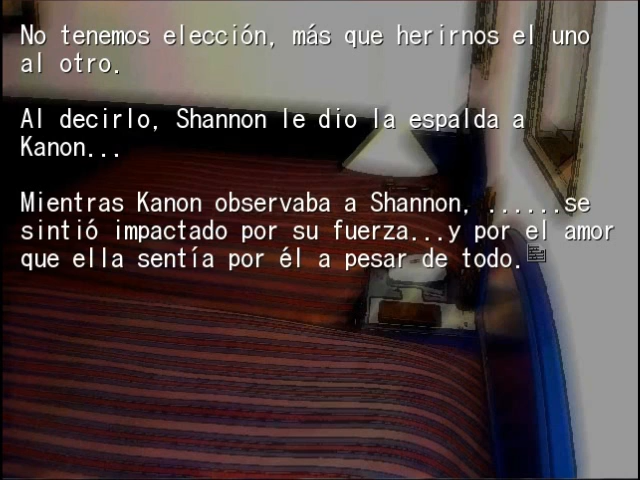 No tenemos elección, más que herirnos el uno
al otro.
Al decirlo, Shannon le dio la espalda a
Kanon...
Mientras Kanon observaba a Shannon, ......se
sintió impactado por su fuerza...y por el amor
que ella sentía por él a pesar de todo.